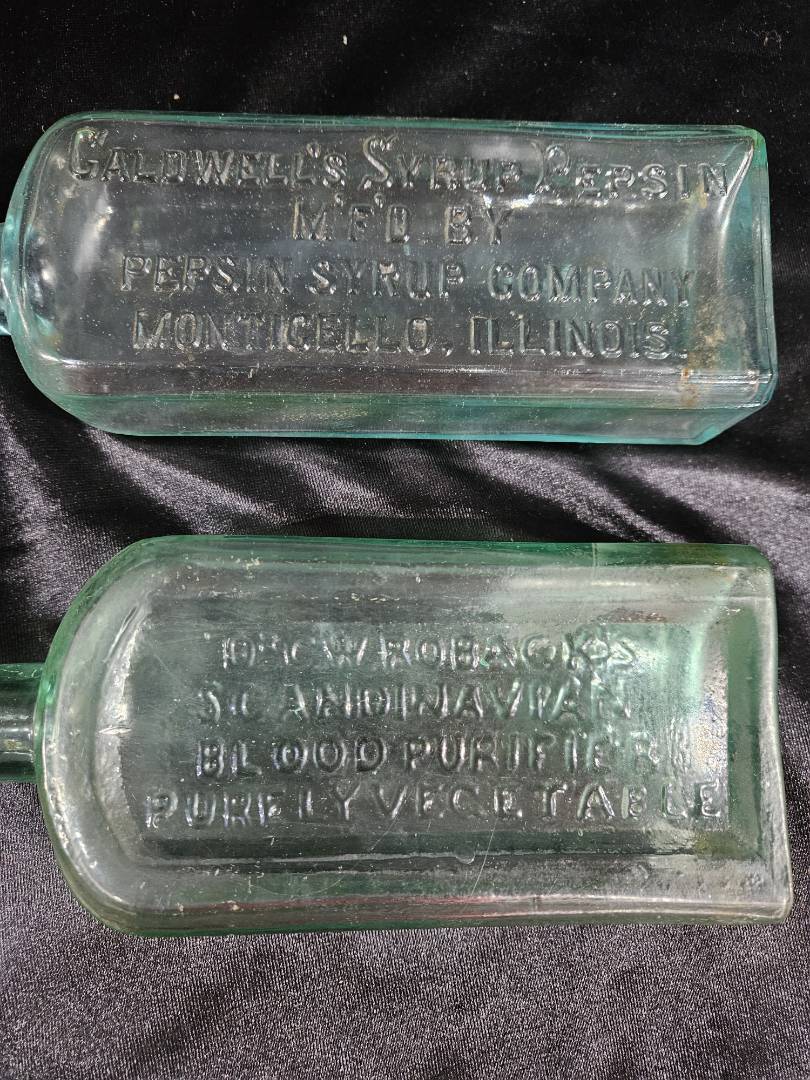 CALDWELL'S SYRUP PEPSIN
M'F'D. BY
PEPSIN SYRUP COMPANY
MONTICELLO, ILLINOIS.
DR C W ROBACK'S
SCANDINAVIAN
BLOOD PURIFIER
PURELY VEGETABLE